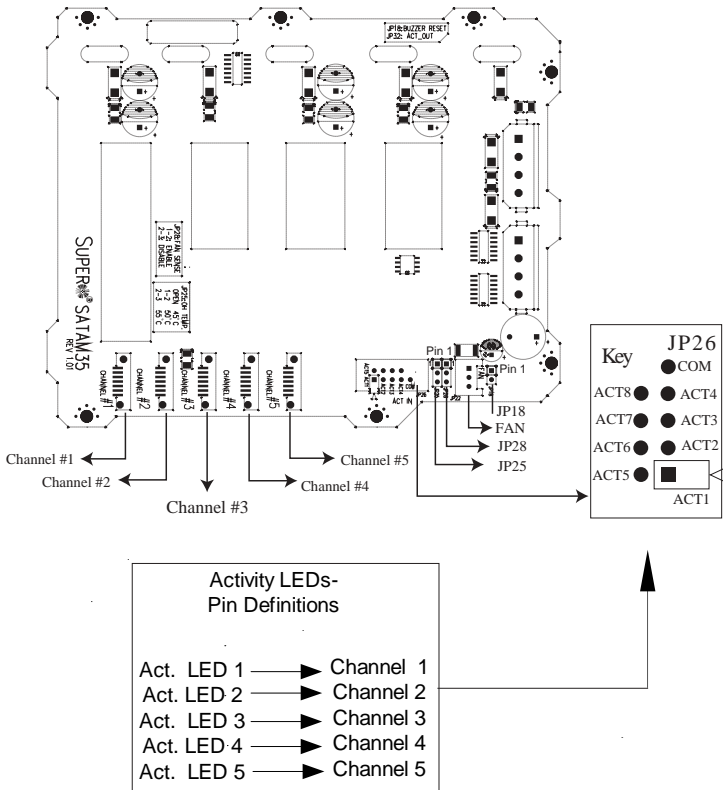 JP18:BUZZER RESET
JP32: ACT_OUT
JP28:FAN SENSE
1-2: ENABLE
2-3: DISABLE
JP25:OH TEMP.
OPEN 45°C
1-2 50°C
2-3 55°C
SUPER SATAM35
REV 1.01
CHANNEL #1
CHANNEL #2
CHANNEL #3
CHANNEL #4
CHANNEL #5
ACT IN
Pin 1
FAN
Pin 1
JP18
FAN
JP28
JP25
Channel #1
Channel #2
Channel #3
Channel #4
Channel #5
Key JP26
COM
ACT8 ACT4
ACT7 ACT3
ACT6 ACT2
ACT5
ACT1
Activity LEDs-
Pin Definitions
Act. LED 1 Channel 1
Act. LED 2 Channel 2
Act. LED 3 Channel 3
Act. LED 4 Channel 4
Act. LED 5 Channel 5